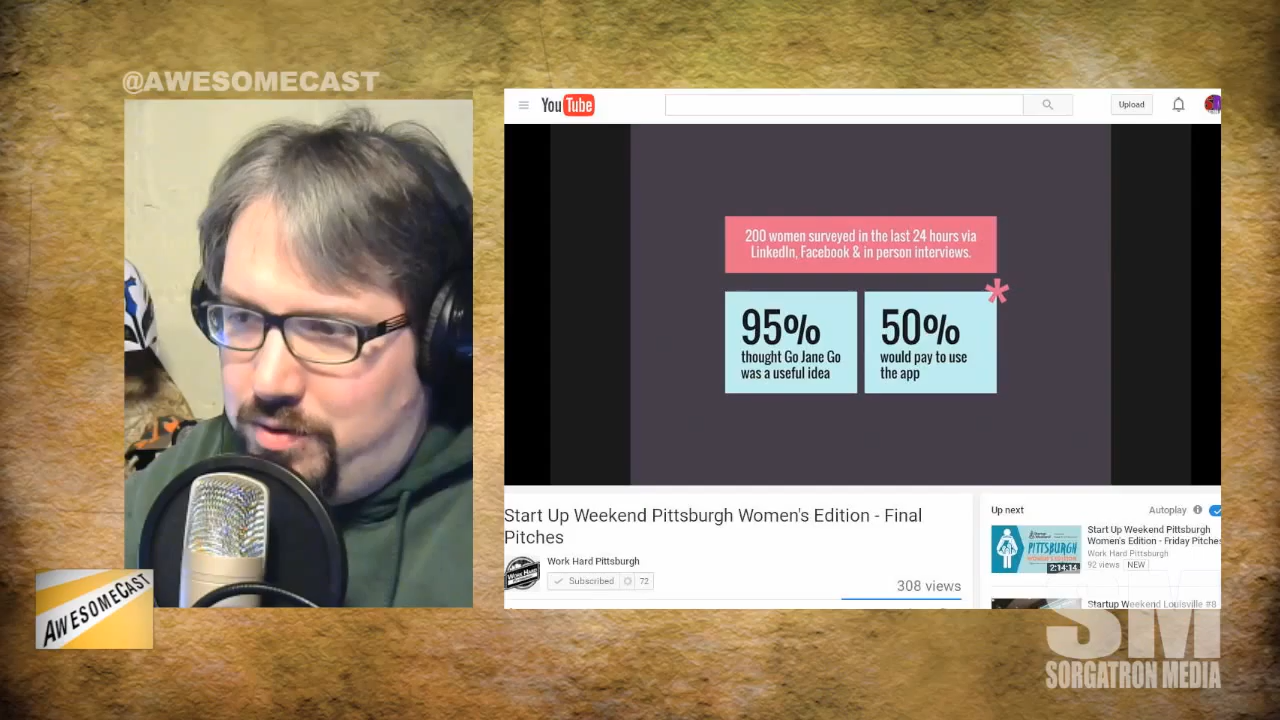 @AWESOMECAST
You Tube
Upload
200 women surveyed in the last 24 hours via
LinkedIn, Facebook & in person interviews.
*
95%
thought Go Jane Go
was a useful idea
50%
would pay to use
the app
Start Up Weekend Pittsburgh Women's Edition - Final
Pitches
Work Hard Pittsburgh
Subscribed
72
308 views
Up next
Autoplay
PITTSBURGH
2:14:14
Start Up Weekend Pittsburgh
Women's Edition - Friday Pitches
Work Hard Pittsburgh
92 views NEW
Startup Weekend Louisville #8
AWESOMECAST
SM
SORGATRON MEDIA